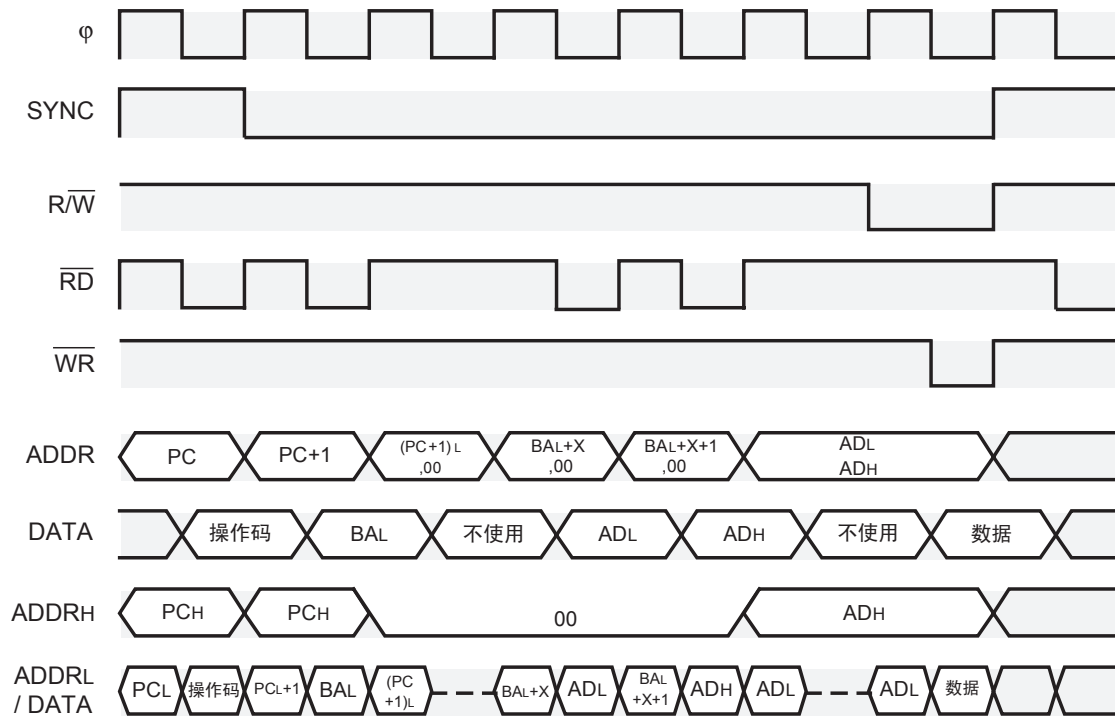 φ
SYNC
R/W
RD
WR
ADDR PC PC+1 (PC+1)L ,00 BAL+X ,00 BAL+X+1 ,00 ADL ADH
DATA 操作码 BAL 不使用 ADL ADH 不使用 数据
ADDRH PCH PCH 00 ADH
ADDRL / DATA PCL 操作码 PCL+1 BAL (PC +1)L BAL+X ADL BAL +X+1 ADH ADL ADL 数据